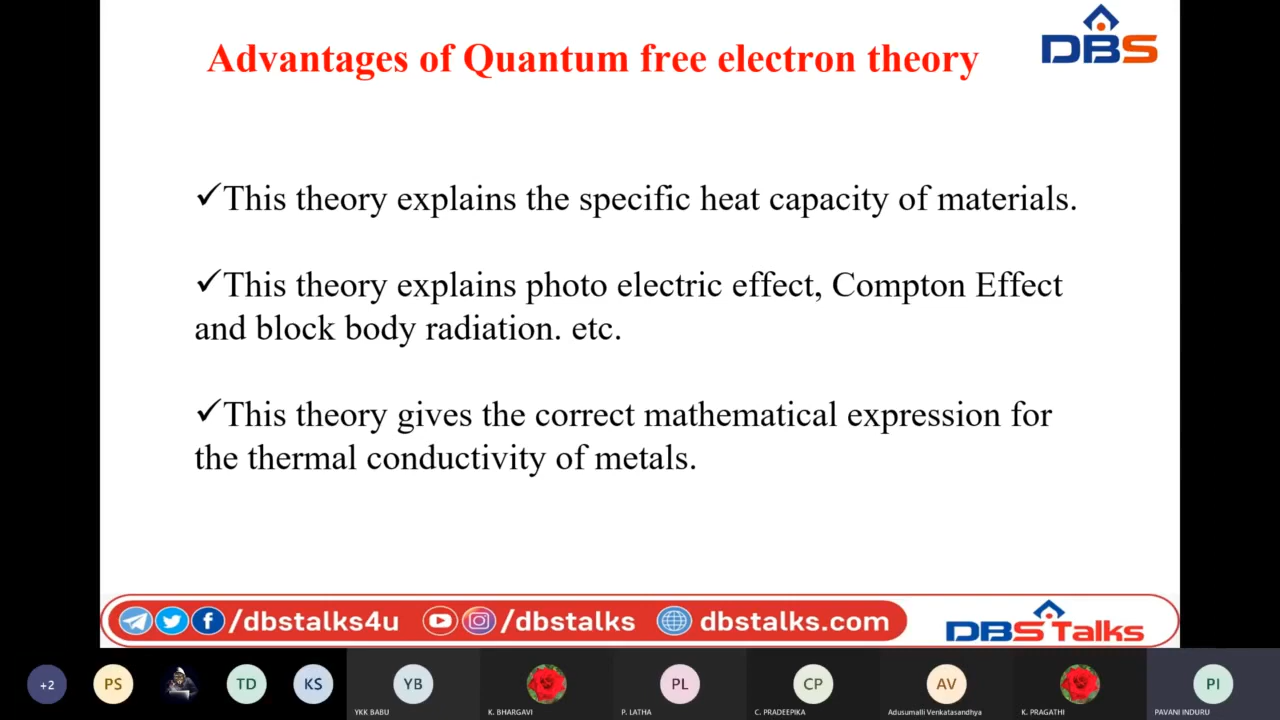 Advantages of Quantum free electron theory
DBS
✓This theory explains the specific heat capacity of materials.
✓This theory explains photo electric effect, Compton Effect
and block body radiation. etc.
✓This theory gives the correct mathematical expression for
the thermal conductivity of metals.
/dbstalks4u /dbstalks dbstalks.com DBS Talks
+2 PS TD KS YB PL CP AV PI
YKK BABU K. BHARGAVI P. LATHA C. PRADEEPIKA Adusumalli Venkatasandhya K. PRAGATHI PAVANI INDURU